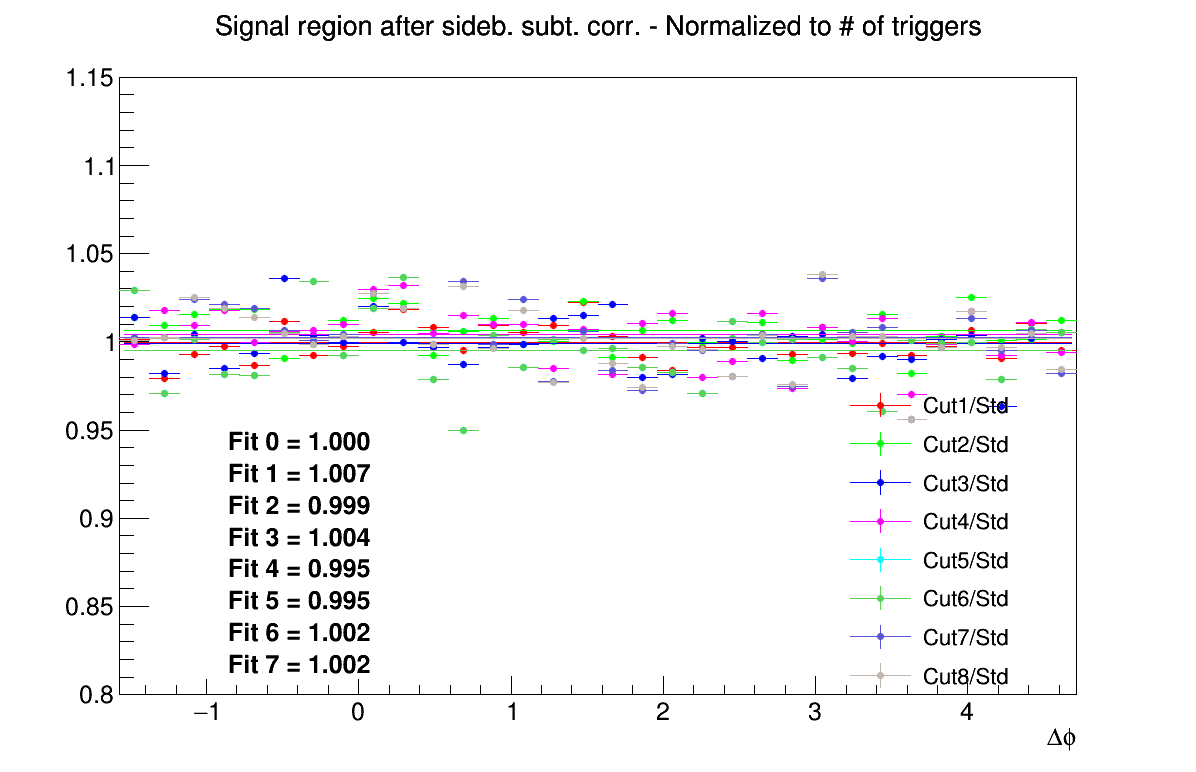 Signal region after sideb. subt. corr. - Normalized to # of triggers
1.15
1.1
1.05
1
0.95
0.9
0.85
0.8
Fit 0 = 1.000
Fit 1 = 1.007
Fit 2 = 0.999
Fit 3 = 1.004
Fit 4 = 0.995
Fit 5 = 0.995
Fit 6 = 1.002
Fit 7 = 1.002
Cut1/Std
Cut2/Std
Cut3/Std
Cut4/Std
Cut5/Std
Cut6/Std
Cut7/Std
Cut8/Std
−1 0 1 2 3 4
Δϕ